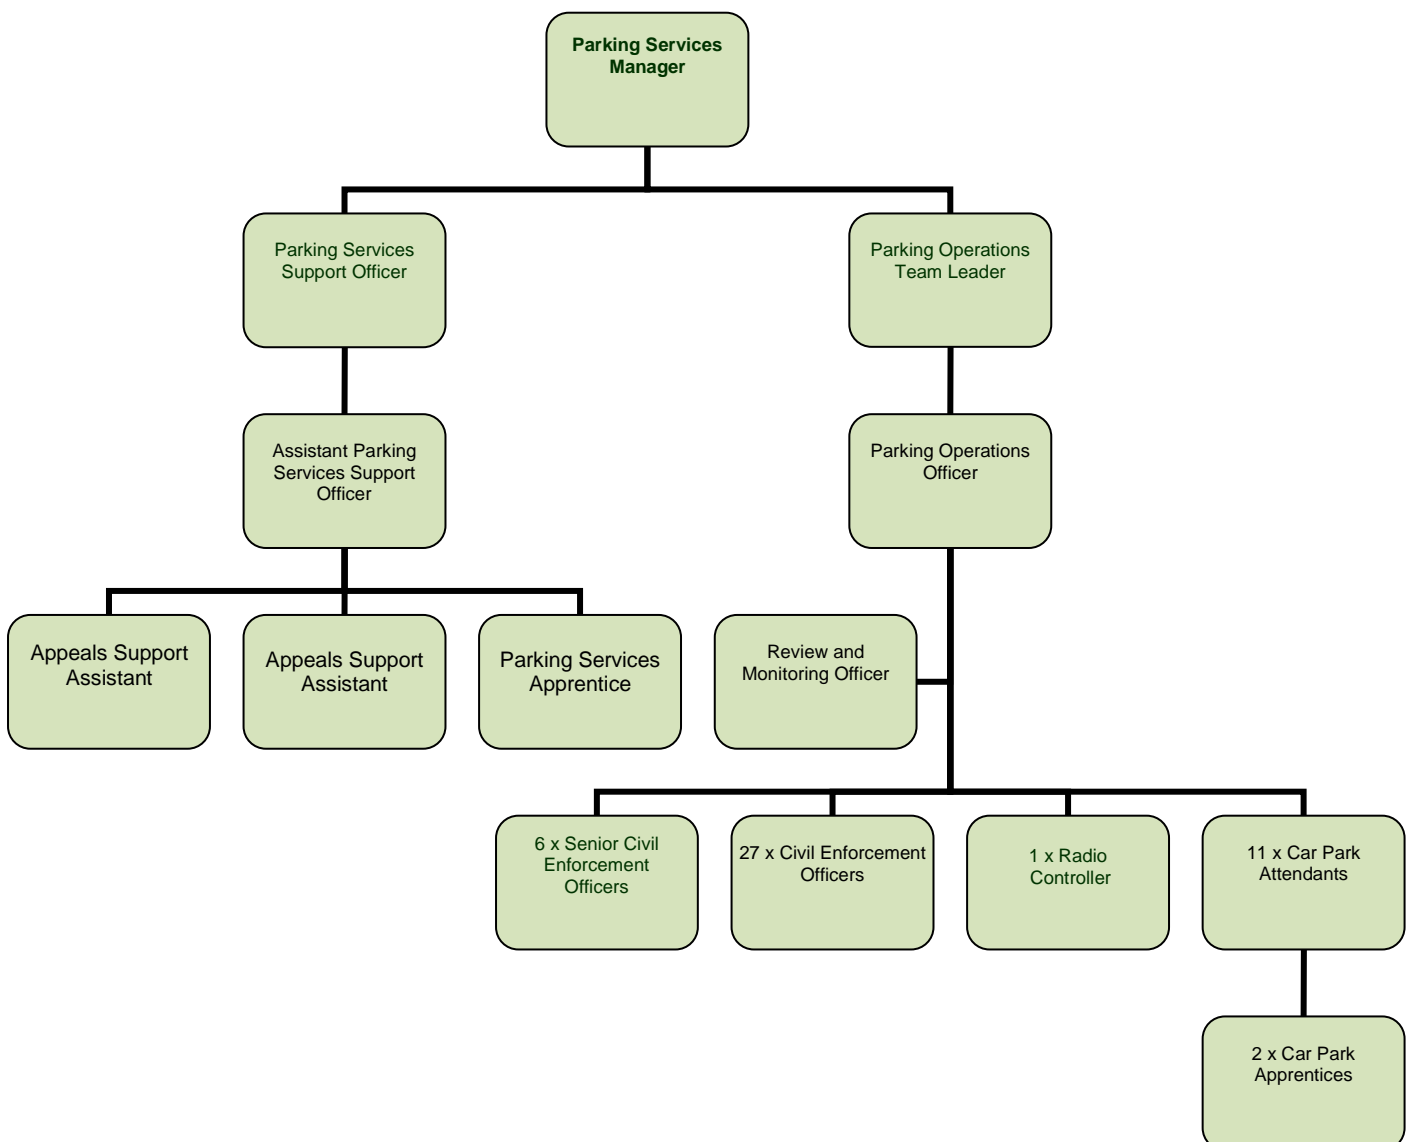 Parking Services
Manager
Parking Services
Support Officer
Parking Operations
Team Leader
Assistant Parking
Services Support
Officer
Parking Operations
Officer
Appeals Support
Assistant
Appeals Support
Assistant
Parking Services
Apprentice
Review and
Monitoring Officer
6 x Senior Civil
Enforcement
Officers
27 x Civil Enforcement
Officers
1 x Radio
Controller
11 x Car Park
Attendants
2 x Car Park
Apprentices